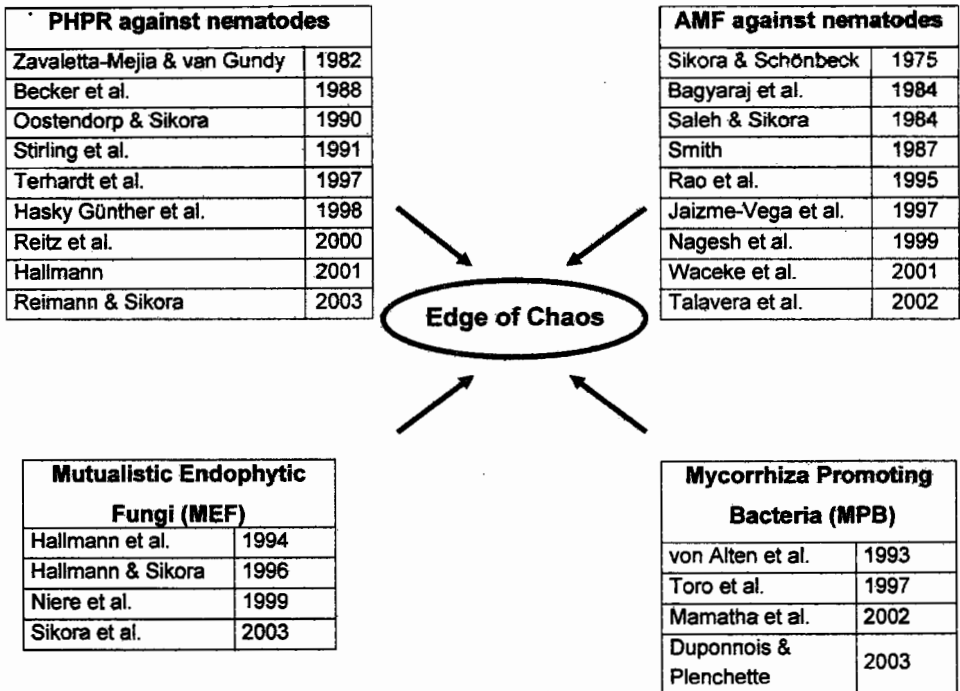 PHPR against nematodes
Zavaletta-Mejia & van Gundy 1982
Becker et al. 1988
Oostendorp & Sikora 1990
Stirling et al. 1991
Terhardt et al. 1997
Hasky Günther et al. 1998
Reitz et al. 2000
Hallmann 2001
Reimann & Sikora 2003
AMF against nematodes
Sikora & Schönbeck 1975
Bagyaraj et al. 1984
Saleh & Sikora 1984
Smith 1987
Rao et al. 1995
Jaizme-Vega et al. 1997
Nagesh et al. 1999
Waceke et al. 2001
Talavera et al. 2002
Edge of Chaos
Mutualistic Endophytic
Fungi (MEF)
Hallmann et al. 1994
Hallmann & Sikora 1996
Niere et al. 1999
Sikora et al. 2003
Mycorrhiza Promoting
Bacteria (MPB)
von Alten et al. 1993
Toro et al. 1997
Mamatha et al. 2002
Duponnois &
Plenchette 2003